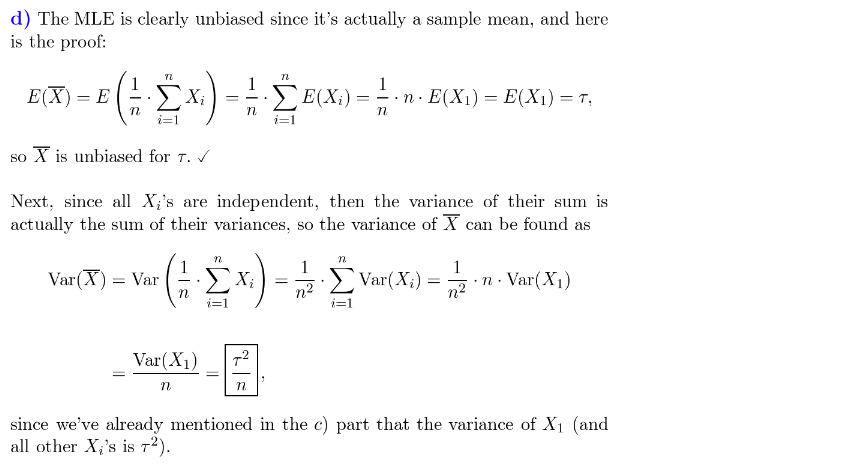 d) The MLE is clearly unbiased since it's actually a sample mean, and here
is the proof:
E(X̅) = E(1/n · ∑_{i=1}^{n} X_i) = 1/n · ∑_{i=1}^{n} E(X_i) = 1/n · n · E(X_1) = E(X_1) = τ,
so X̅ is unbiased for τ. ✓
Next, since all X_i's are independent, then the variance of their sum is
actually the sum of their variances, so the variance of X̅ can be found as
Var(X̅) = Var(1/n · ∑_{i=1}^{n} X_i) = 1/n² · ∑_{i=1}^{n} Var(X_i) = 1/n² · n · Var(X_1)
= Var(X_1)/n = τ²/n,
since we've already mentioned in the c) part that the variance of X_1 (and
all other X_i's is τ²).